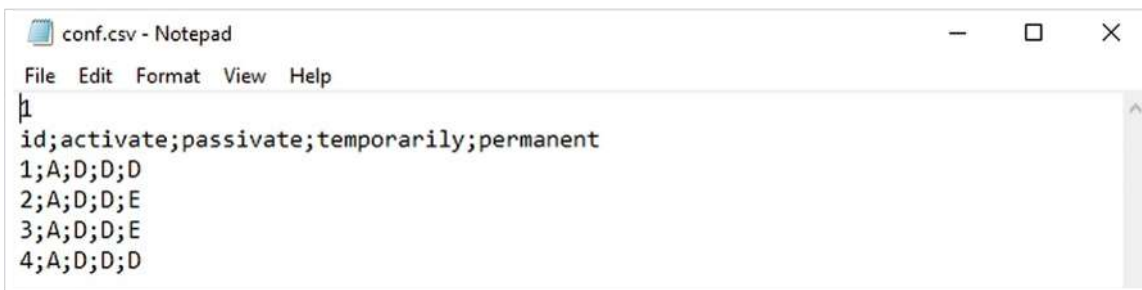 conf.csv - Notepad
File Edit Format View Help
1
id;activate;passivate;temporarily;permanent
1;A;D;D;D
2;A;D;D;E
3;A;D;D;E
4;A;D;D;D